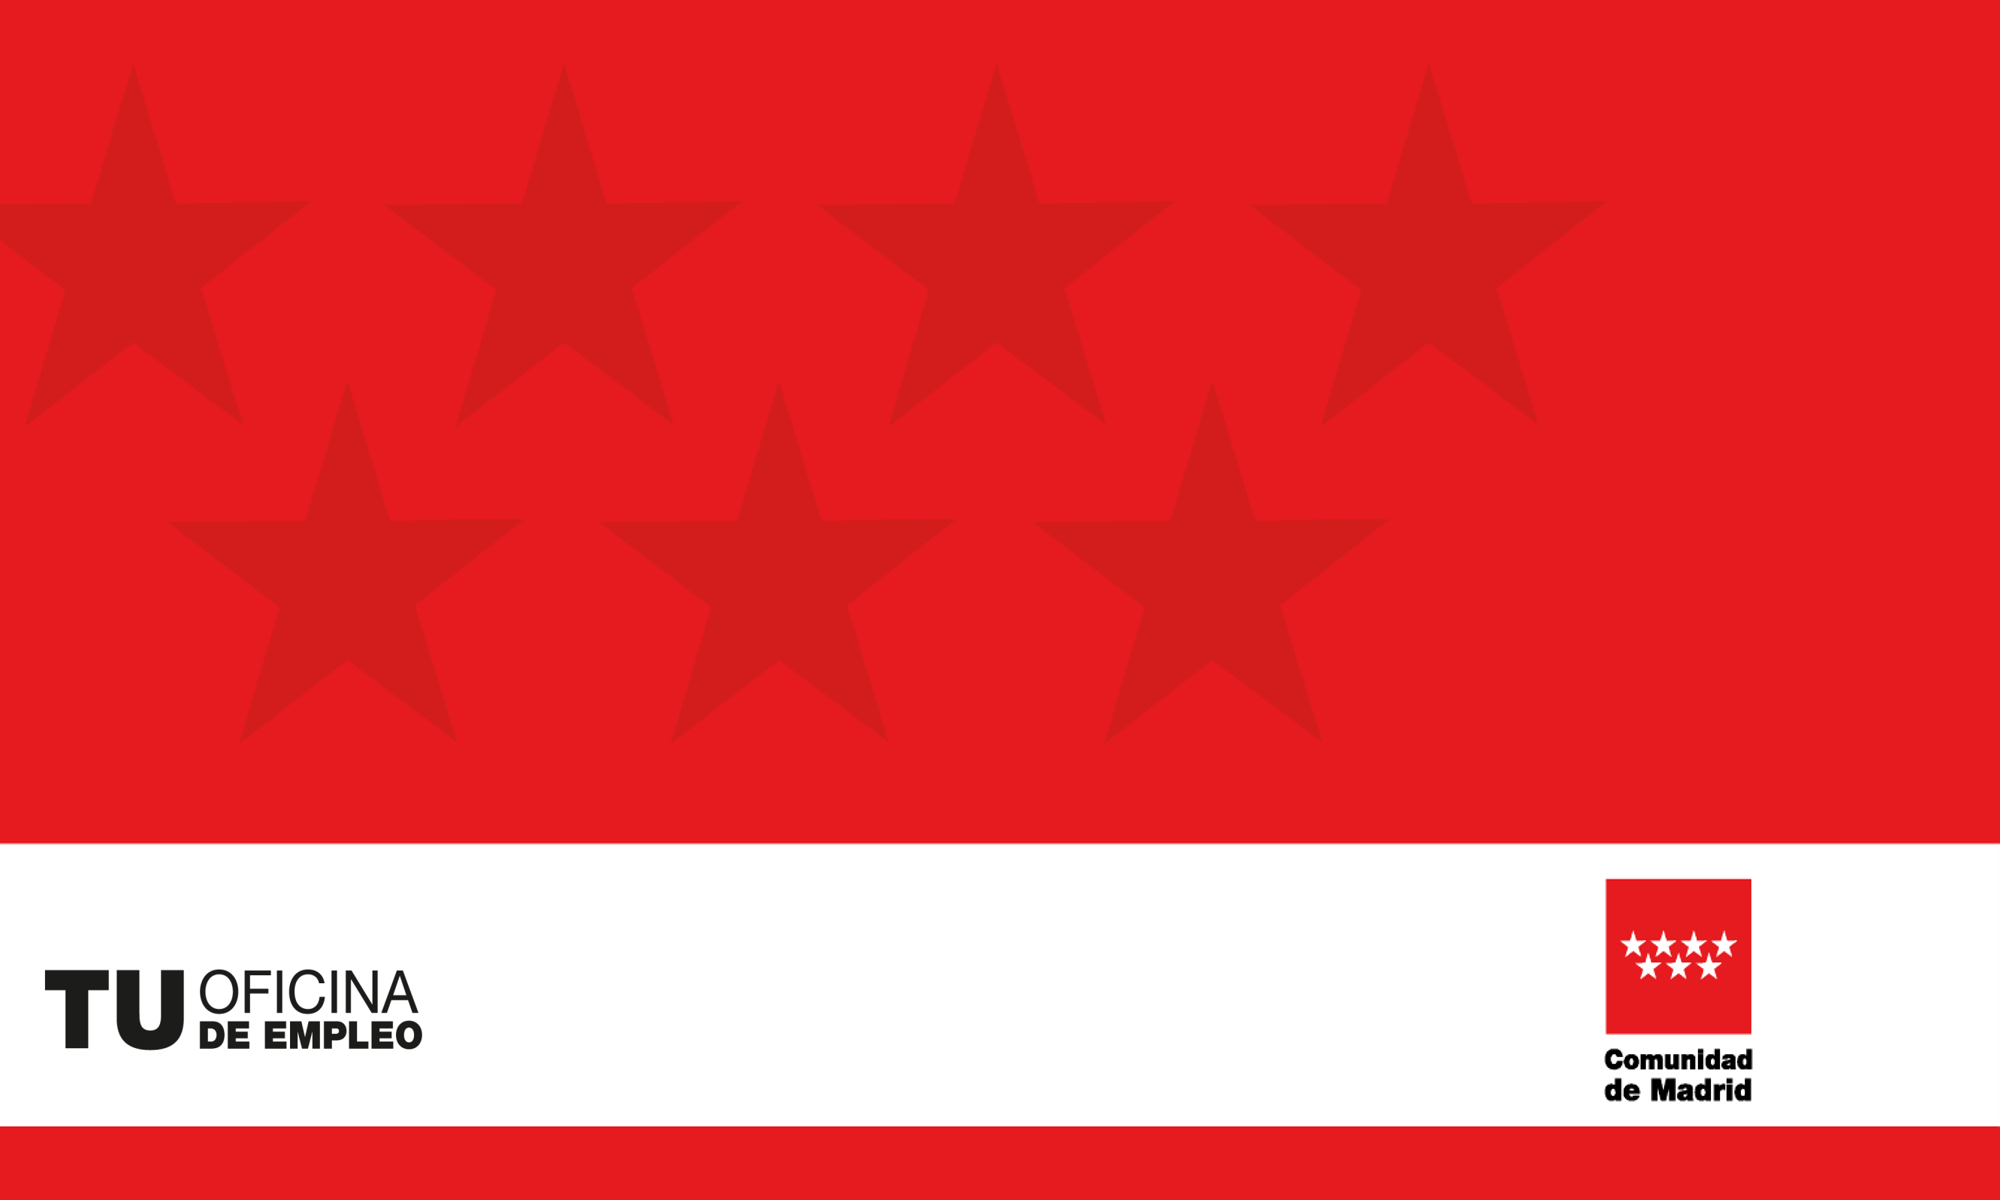 TU OFICINA
DE EMPLEO
Comunidad
de Madrid